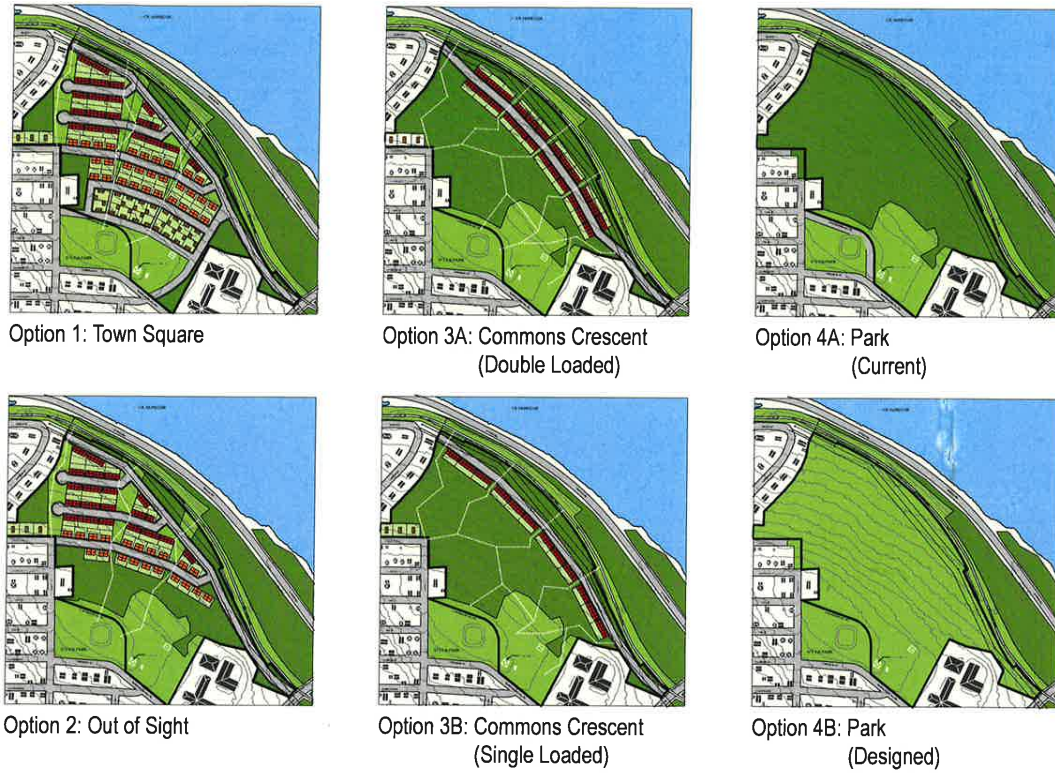 Option 1: Town Square
Option 3A: Commons Crescent
(Double Loaded)
Option 4A: Park
(Current)
Option 2: Out of Sight
Option 3B: Commons Crescent
(Single Loaded)
Option 4B: Park
(Designed)